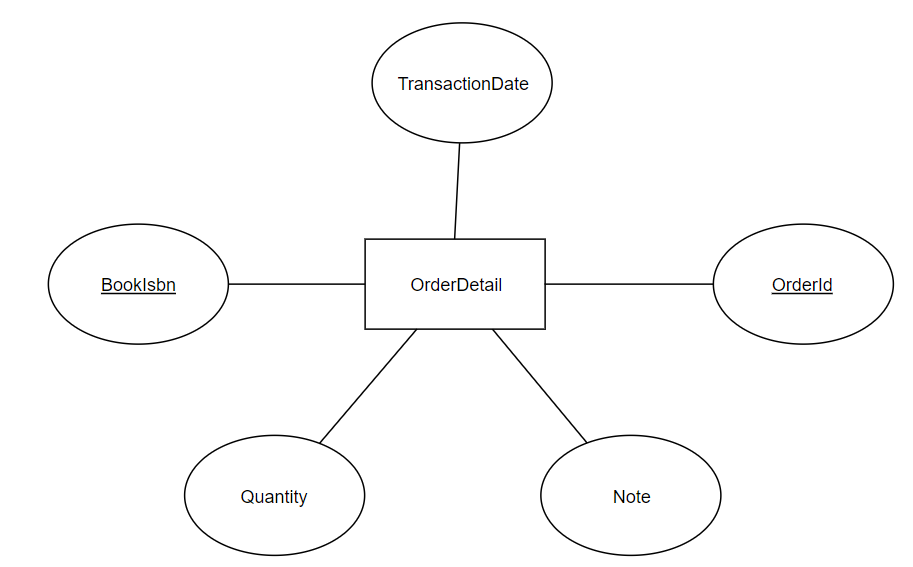 TransactionDate
BookIsbn
OrderDetail
OrderId
Quantity
Note